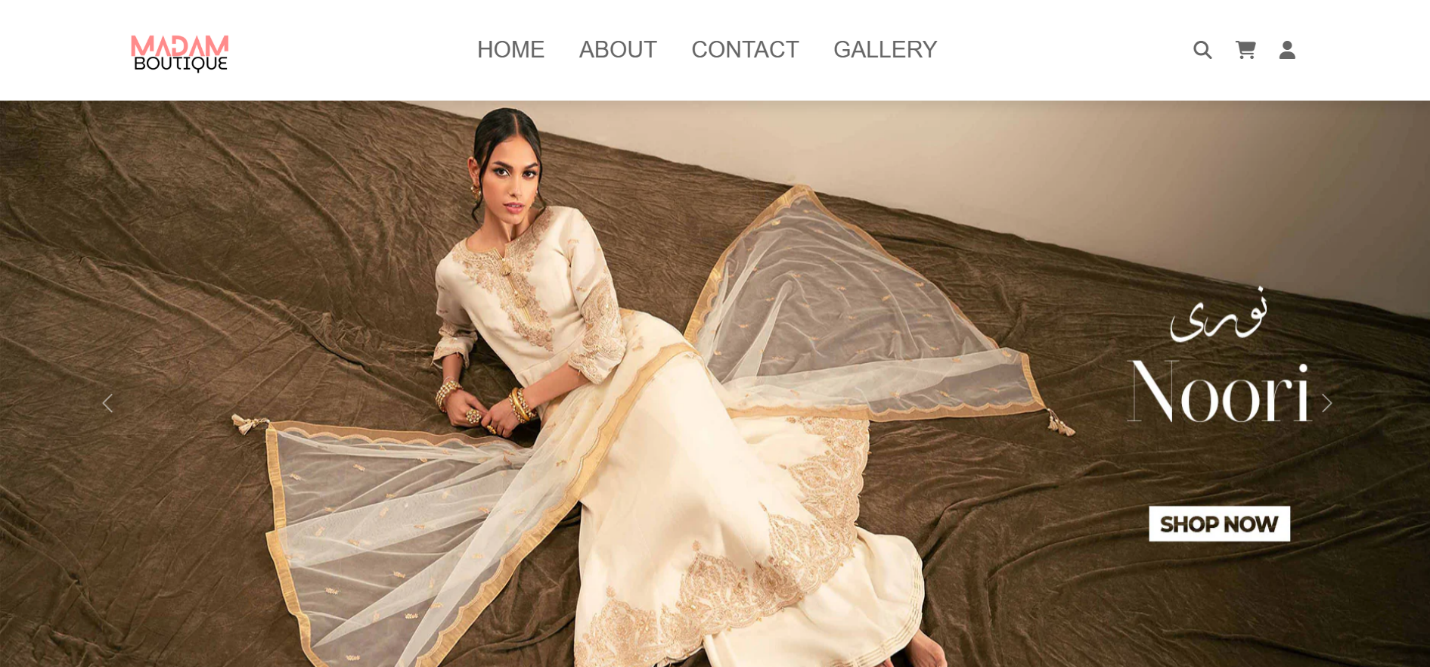 MADAM
BOUTIQUE
HOME ABOUT CONTACT GALLERY
نوری
Noori
SHOP NOW